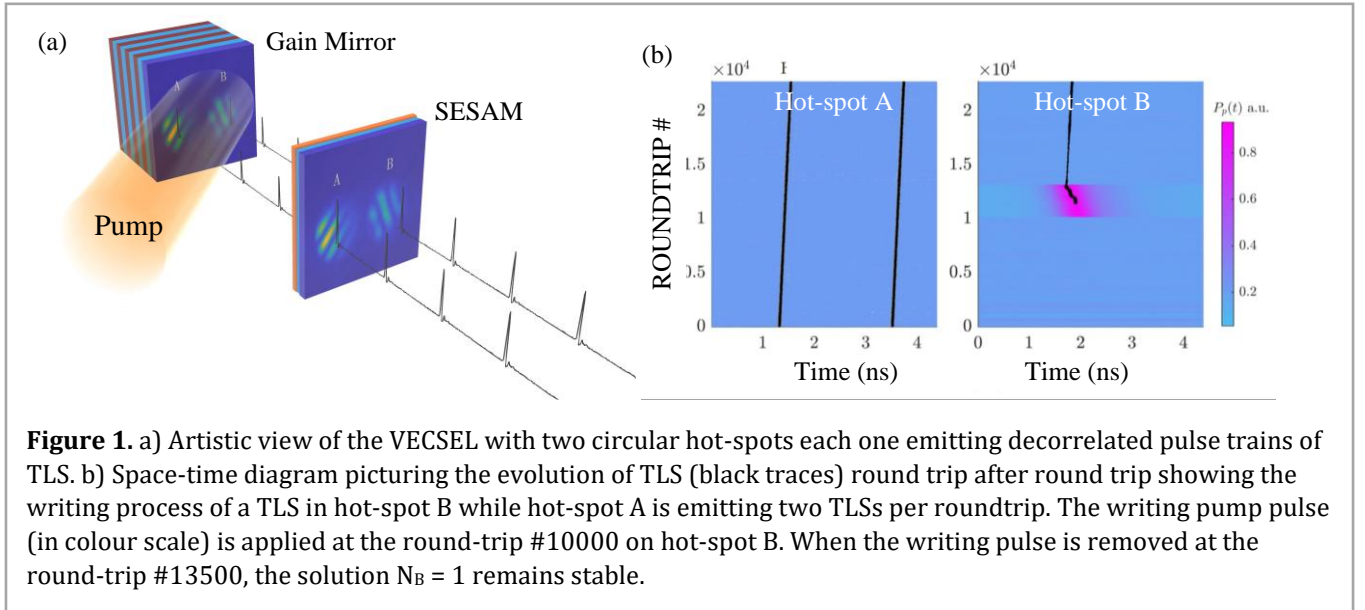 (a)
Gain Mirror
A
B
SESAM
A
B
Pump
(b)
×10⁴
Hot-spot A
2
1.5
1
0.5
0
ROUNDTRIP #
1 2 3 4
Time (ns)
×10⁴
Hot-spot B
2
1.5
1
0.5
0
0 1 2 3 4
Time (ns)
P_p(t) a.u.
0.8
0.6
0.4
0.2
Figure 1. a) Artistic view of the VECSEL with two circular hot-spots each one emitting decorrelated pulse trains of
TLS. b) Space-time diagram picturing the evolution of TLS (black traces) round trip after round trip showing the
writing process of a TLS in hot-spot B while hot-spot A is emitting two TLSs per roundtrip. The writing pump pulse
(in colour scale) is applied at the round-trip #10000 on hot-spot B. When the writing pulse is removed at the
round-trip #13500, the solution N_B = 1 remains stable.